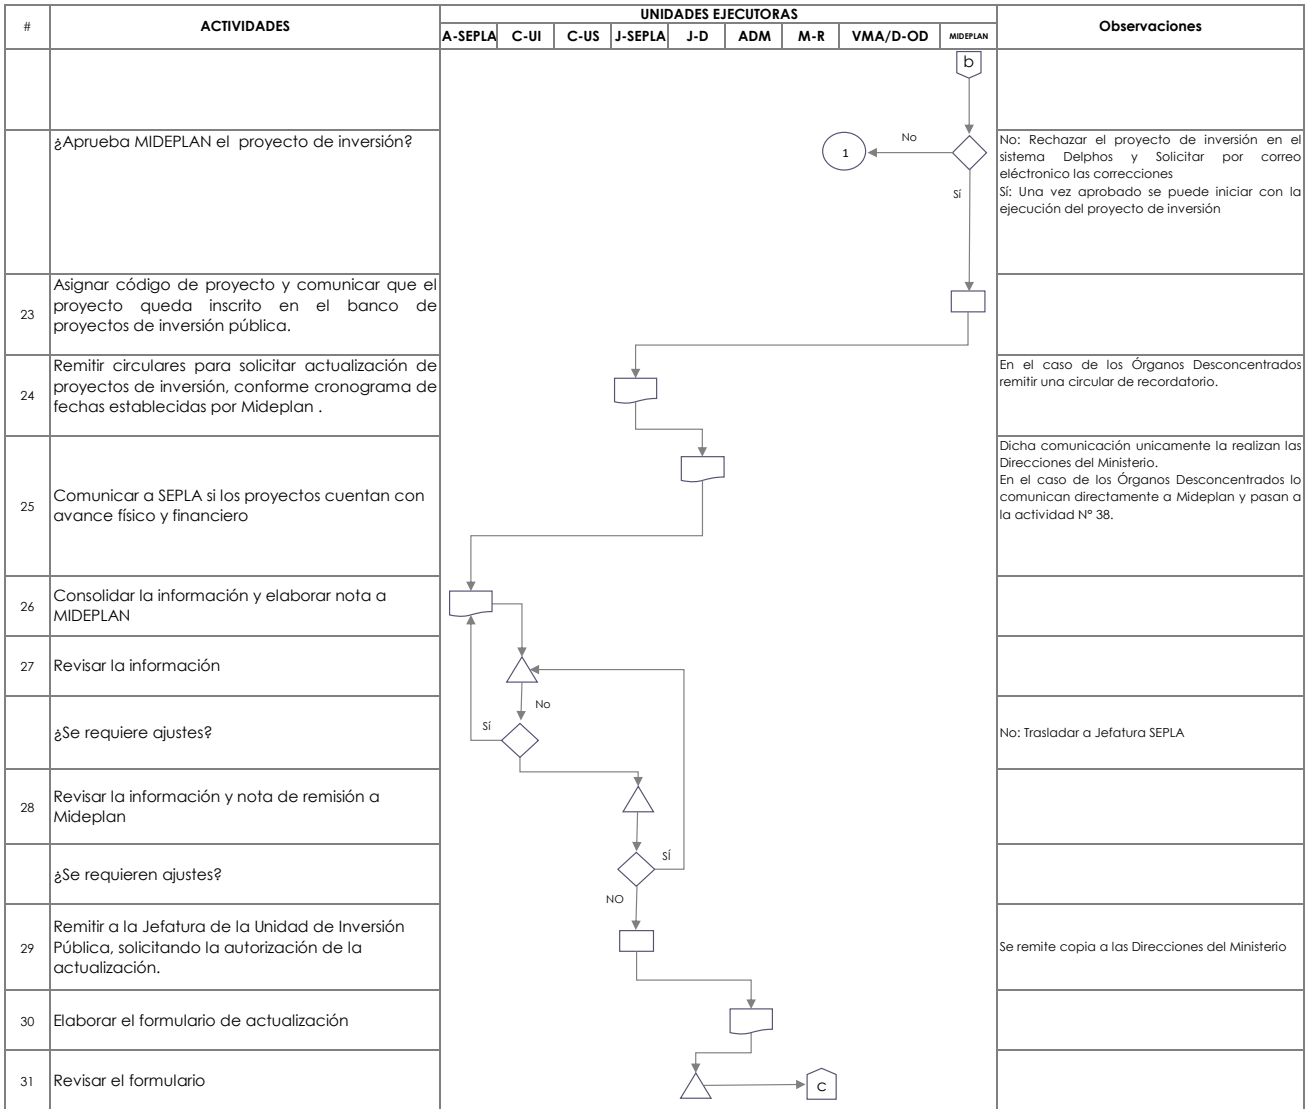 #
ACTIVIDADES
UNIDADES EJECUTORAS
Observaciones
A-SEPLA C-UI C-US J-SEPLA J-D ADM M-R VMA/D-OD MIDEPLAN
b
¿Aprueba MIDEPLAN el proyecto de inversión?
No
1
Sí
No: Rechazar el proyecto de inversión en el
sistema Delphos y Solicitar por correo
eléctronico las correcciones
Sí: Una vez aprobado se puede iniciar con la
ejecución del proyecto de inversión
23
Asignar código de proyecto y comunicar que el
proyecto queda inscrito en el banco de
proyectos de inversión pública.
24
Remitir circulares para solicitar actualización de
proyectos de inversión, conforme cronograma de
fechas establecidas por Mideplan .
En el caso de los Órganos Desconcentrados
remitir una circular de recordatorio.
25
Comunicar a SEPLA si los proyectos cuentan con
avance físico y financiero
Dicha comunicación unicamente la realizan las
Direcciones del Ministerio.
En el caso de los Órganos Desconcentrados lo
comunican directamente a Mideplan y pasan a
la actividad N° 38.
26
Consolidar la información y elaborar nota a
MIDEPLAN
27
Revisar la información
No
¿Se requiere ajustes?
Sí
No: Trasladar a Jefatura SEPLA
28
Revisar la información y nota de remisión a
Mideplan
¿Se requieren ajustes?
SÍ
NO
29
Remitir a la Jefatura de la Unidad de Inversión
Pública, solicitando la autorización de la
actualización.
Se remite copia a las Direcciones del Ministerio
30
Elaborar el formulario de actualización
31
Revisar el formulario
C